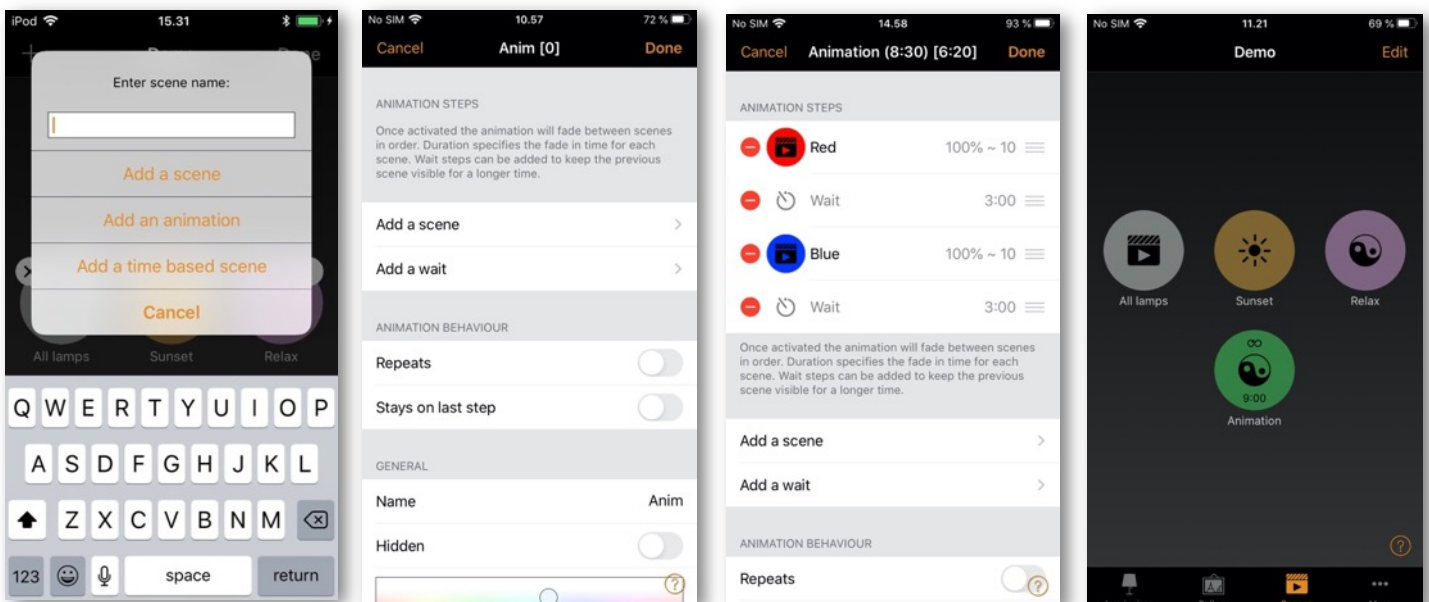 iPod
15.31
Enter scene name:
Add a scene
Add an animation
Add a time based scene
Cancel
All lamps
Sunset
Relax
Q W E R T Y U I O P
A S D F G H J K L
Z X C V B N M
123
space
return
No SIM
10.57
72 %
Cancel
Anim [0]
Done
ANIMATION STEPS
Once activated the animation will fade between scenes
in order. Duration specifies the fade in time for each
scene. Wait steps can be added to keep the previous
scene visible for a longer time.
Add a scene
Add a wait
ANIMATION BEHAVIOUR
Repeats
Stays on last step
GENERAL
Name
Anim
Hidden
?
No SIM
14.58
93 %
Cancel
Animation (8:30) [6:20]
Done
ANIMATION STEPS
Red
100% ~ 10
Wait
3:00
Blue
100% ~ 10
Wait
3:00
Once activated the animation will fade between scenes
in order. Duration specifies the fade in time for each
scene. Wait steps can be added to keep the previous
scene visible for a longer time.
Add a scene
Add a wait
ANIMATION BEHAVIOUR
Repeats
?
No SIM
11.21
69 %
Demo
Edit
All lamps
Sunset
Relax
∞
9:00
Animation
?